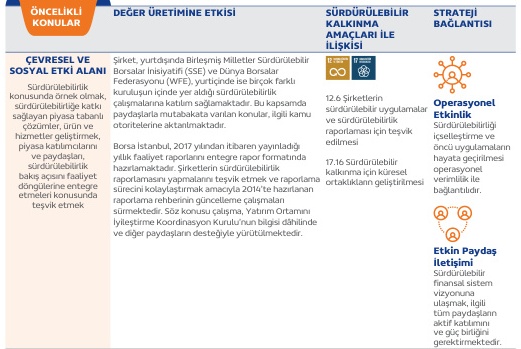 ÖNCELİKLİ
KONULAR
DEĞER ÜRETİMİNE ETKİSİ
SÜRDÜRÜLEBİLİR
KALKINMA
AMAÇLARI İLE
İLİŞKİSİ
STRATEJİ
BAĞLANTISI
ÇEVRESEL VE
SOSYAL ETKİ ALANI
Sürdürülebilirlik
konusunda örnek olmak,
sürdürülebilirliğe katkı
sağlayan piyasa tabanlı
çözümler, ürün ve
hizmetler geliştirmek,
piyasa katılımcılarını
ve paydaşları,
sürdürülebilirlik
bakış açısını faaliyet
döngülerine entegre
etmeleri konusunda
teşvik etmek
Şirket, yurtdışında Birleşmiş Milletler Sürdürülebilir
Borsalar İnisiyatifi (SSE) ve Dünya Borsalar
Federasyonu (WFE), yurtiçinde ise birçok farklı
kuruluşun içinde yer aldığı sürdürülebilirlik
çalışmalarına katılım sağlamaktadır. Bu kapsamda
paydaşlarla mutabakata varılan konular, ilgili kamu
otoritelerine aktarılmaktadır.
Borsa İstanbul, 2017 yılından itibaren yayınladığı
yıllık faaliyet raporlarını entegre rapor formatında
hazırlamaktadır. Şirketlerin sürdürülebilirlik
raporlamasını yapmalarını teşvik etmek ve raporlama
sürecini kolaylaştırmak amacıyla 2014'te hazırlanan
raporlama rehberinin güncelleme çalışmaları
sürmektedir. Söz konusu çalışma, Yatırım Ortamını
İyileştirme Koordinasyon Kurulu'nun bilgisi dâhilinde
ve diğer paydaşların desteğiyle yürütülmektedir.
12
17
12.6 Şirketlerin
sürdürülebilir uygulamalar
ve sürdürülebilirlik
raporlaması için teşvik
edilmesi
17.16 Sürdürülebilir
kalkınma için küresel
ortaklıkların geliştirilmesi
Operasyonel
Etkinlik
Sürdürülebilirliği
içselleştirme ve
öncü uygulamaların
hayata geçirilmesi
operasyonel
verimlilik ile
bağlantılıdır.
Etkin Paydaş
İletişimi
Sürdürülebilir
finansal sistem
vizyonuna
ulaşmak, ilgili
tüm paydaşların
aktif katılımını
ve güç birliğini
gerektirmektedir.